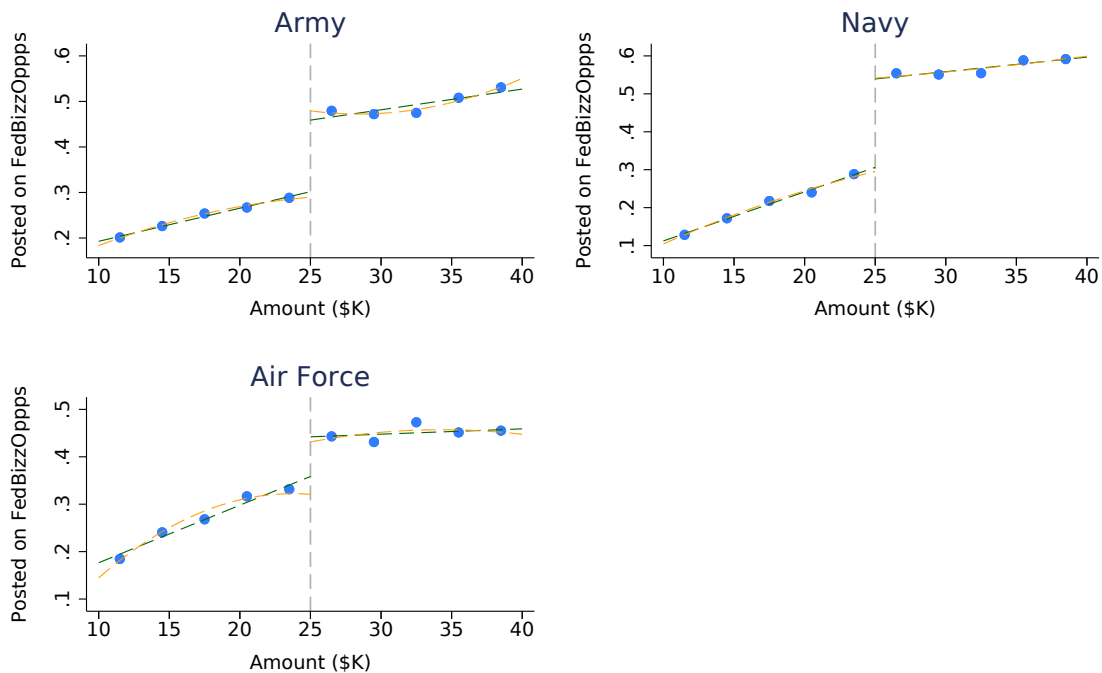 Army
Posted on FedBizzOppps
.6
.5
.4
.3
.2
10 15 20 25 30 35 40
Amount ($K)
Navy
Posted on FedBizzOppps
.6
.5
.4
.3
.2
.1
10 15 20 25 30 35 40
Amount ($K)
Air Force
Posted on FedBizzOppps
.5
.4
.3
.2
.1
10 15 20 25 30 35 40
Amount ($K)